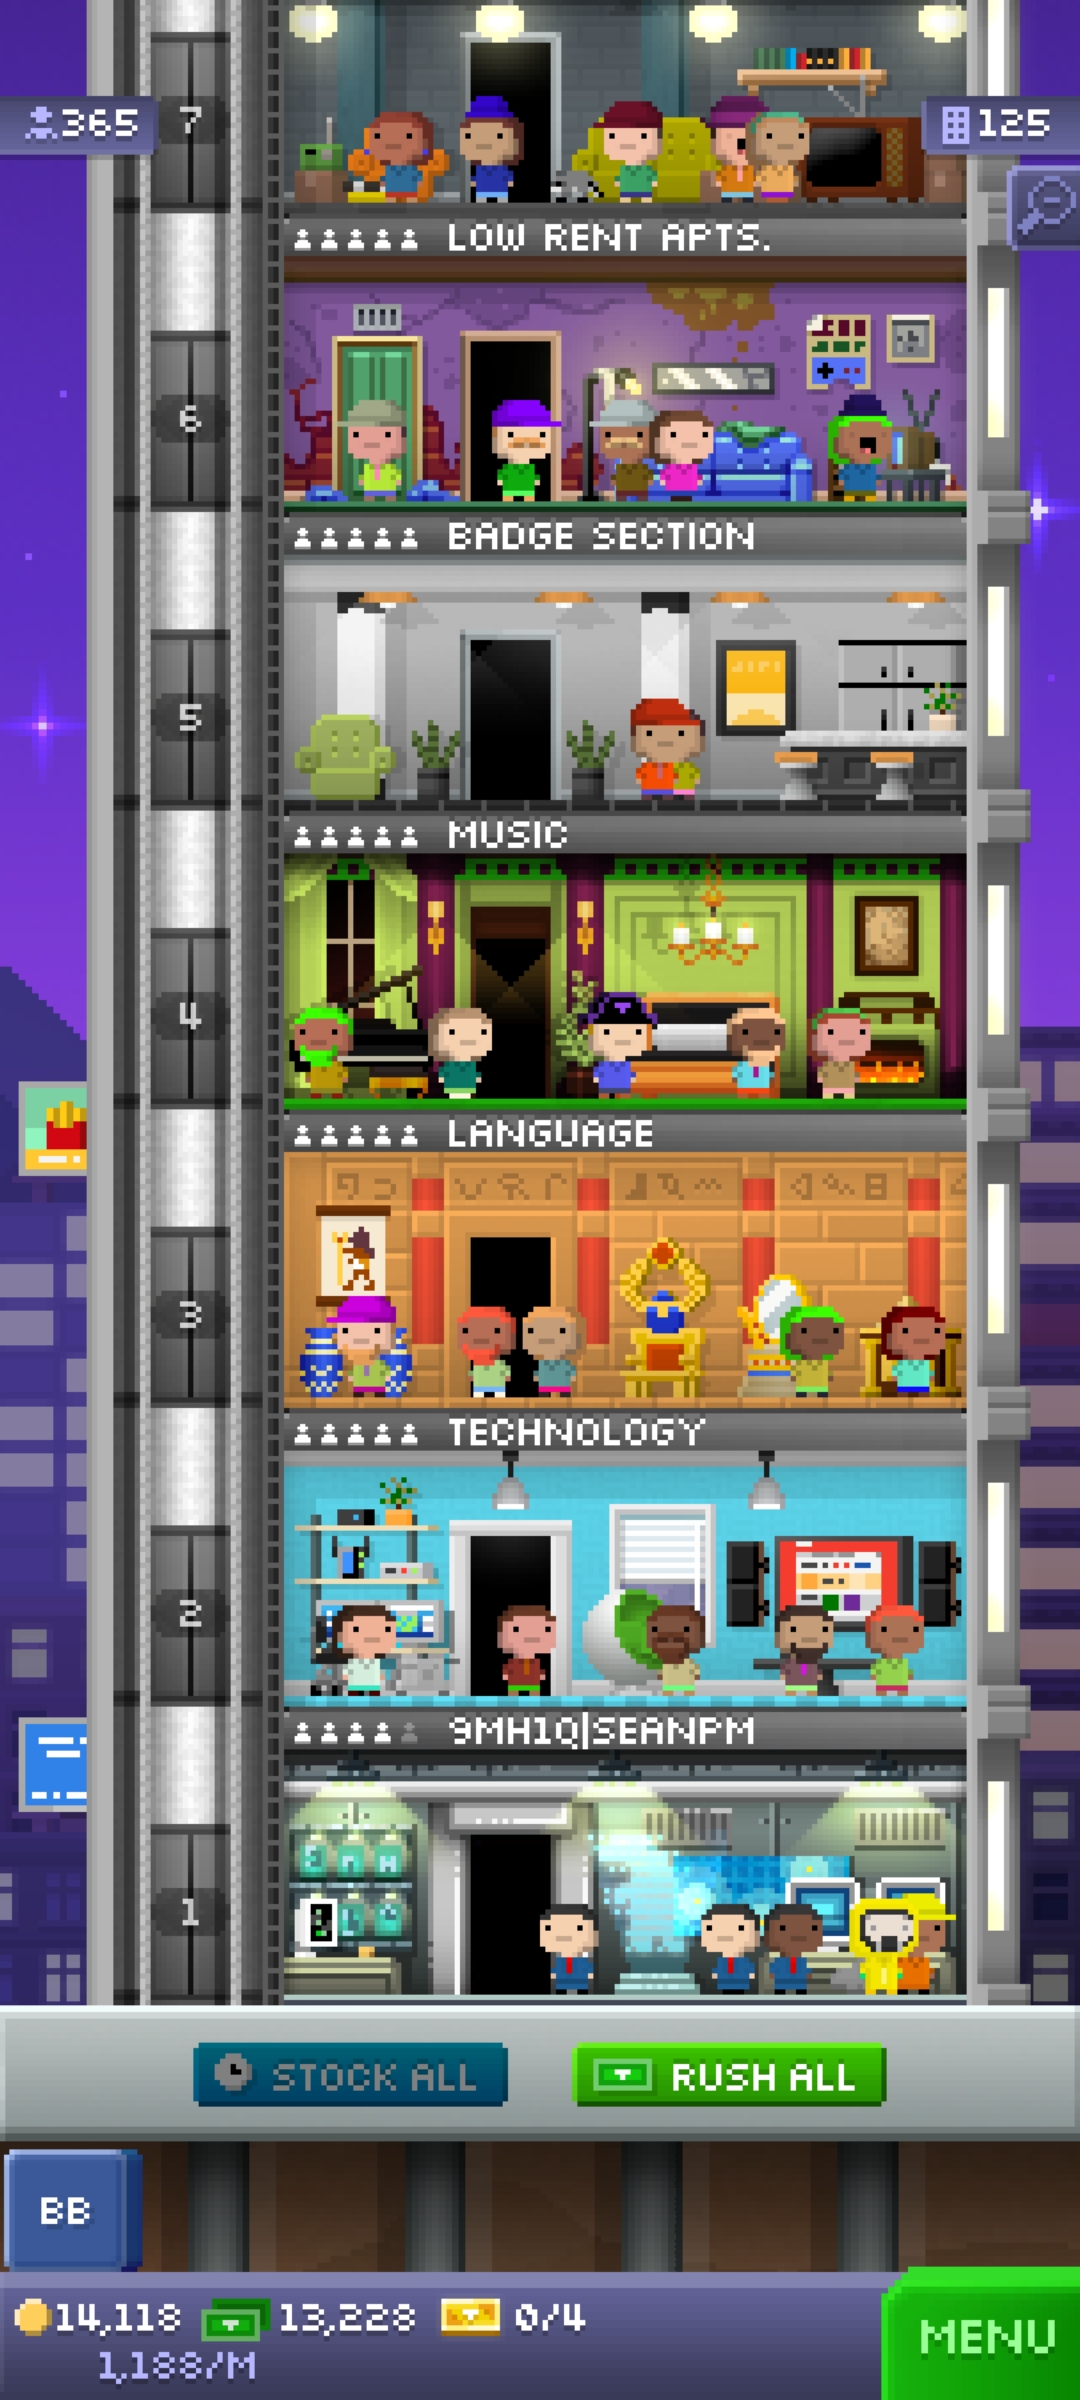 365
7
125
LOW RENT APTS.
6
BADGE SECTION
5
MUSIC
4
LANGUAGE
3
TECHNOLOGY
2
9MH1Q|SEANPM
1
STOCK ALL
RUSH ALL
BB
14,118
13,228
0/4
1,188/M
MENU